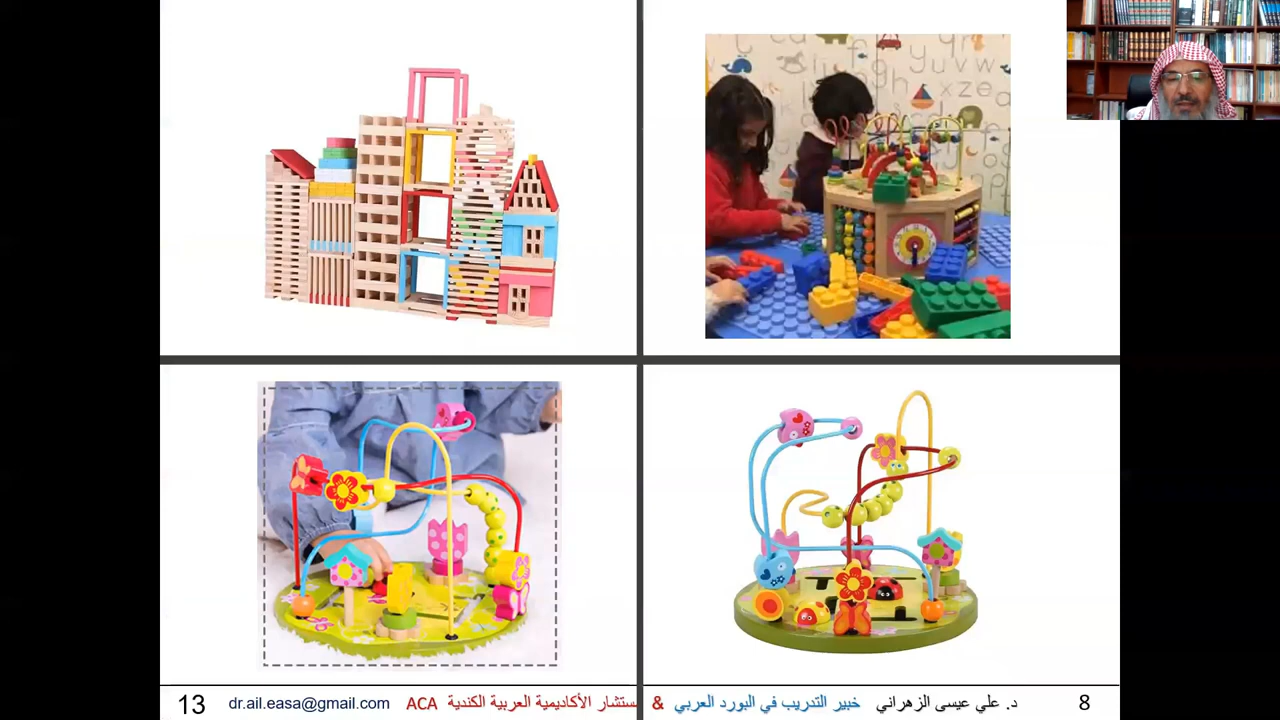 8 د. علي عيسى الزهراني خبير التدريب في البورد العربي & مستشار الأكاديمية العربية الكندية ACA dr.ail.easa@gmail.com 13